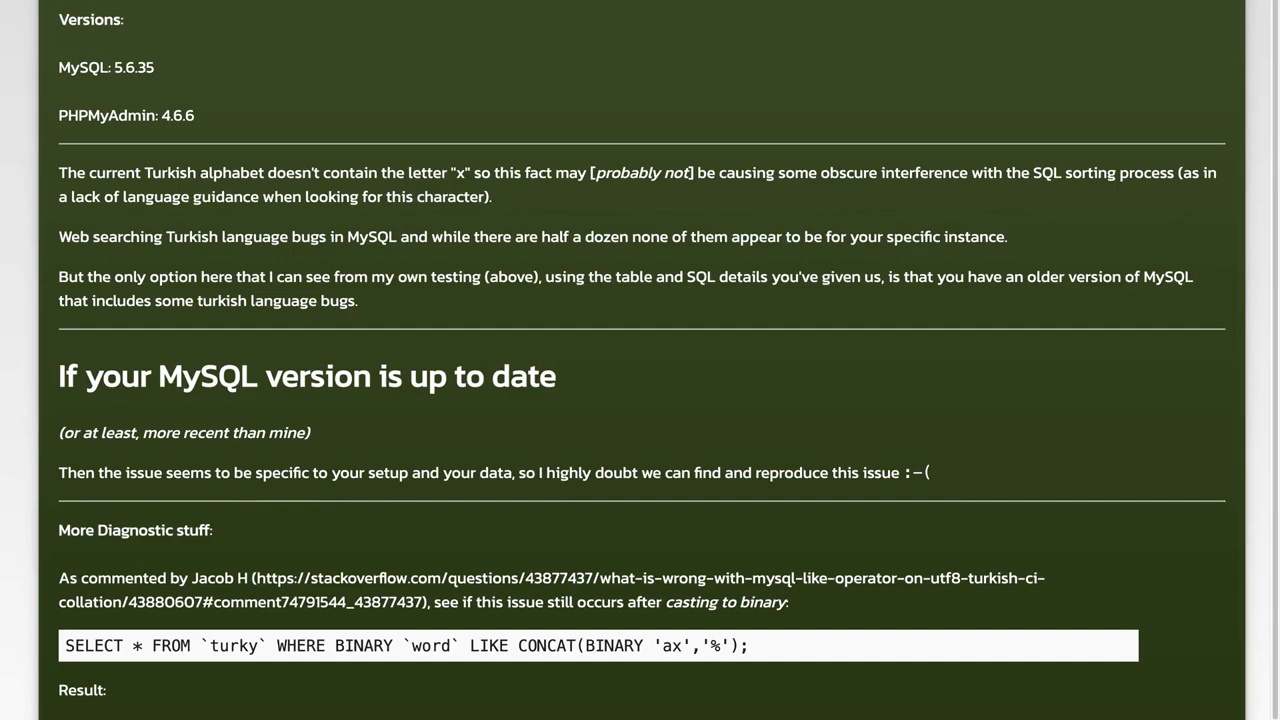 Versions:
MySQL: 5.6.35
PHPMyAdmin: 4.6.6
The current Turkish alphabet doesn't contain the letter "x" so this fact may [probably not] be causing some obscure interference with the SQL sorting process (as in
a lack of language guidance when looking for this character).
Web searching Turkish language bugs in MySQL and while there are half a dozen none of them appear to be for your specific instance.
But the only option here that I can see from my own testing (above), using the table and SQL details you've given us, is that you have an older version of MySQL
that includes some turkish language bugs.
If your MySQL version is up to date
(or at least, more recent than mine)
Then the issue seems to be specific to your setup and your data, so I highly doubt we can find and reproduce this issue :-(
More Diagnostic stuff:
As commented by Jacob H (https://stackoverflow.com/questions/43877437/what-is-wrong-with-mysql-like-operator-on-utf8-turkish-ci-
collation/43880607#comment74791544_43877437), see if this issue still occurs after casting to binary:
SELECT * FROM `turky` WHERE BINARY `word` LIKE CONCAT(BINARY 'ax','%');
Result: